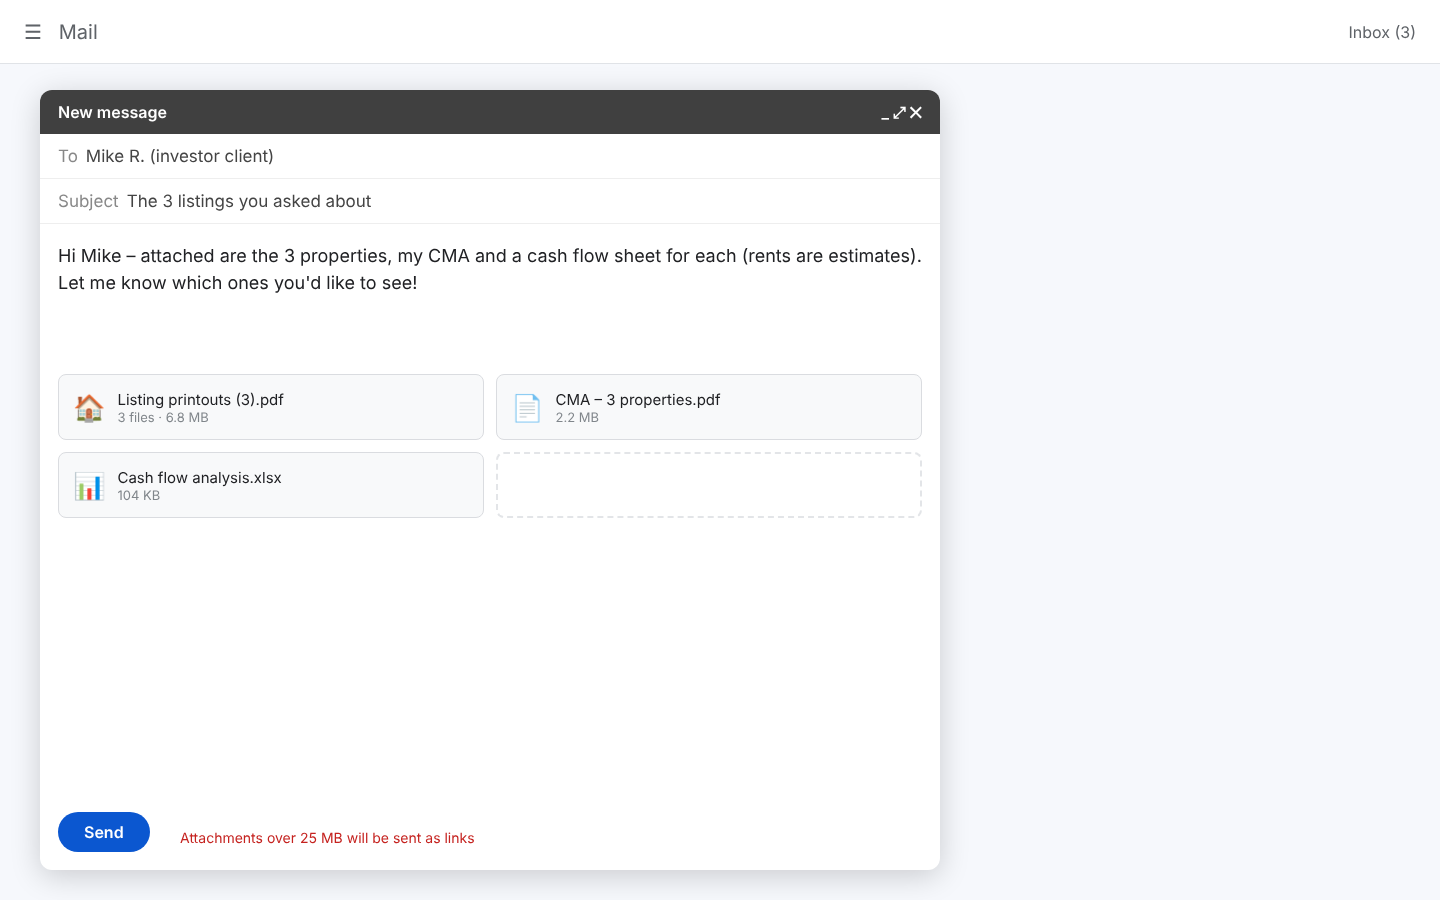 ☰ Mail
Inbox (3)
New message
To Mike R. (investor client)
Subject The 3 listings you asked about
Hi Mike – attached are the 3 properties, my CMA and a cash flow sheet for each (rents are estimates).
Let me know which ones you'd like to see!
Listing printouts (3).pdf
3 files · 6.8 MB
CMA – 3 properties.pdf
2.2 MB
Cash flow analysis.xlsx
104 KB
Send
Attachments over 25 MB will be sent as links